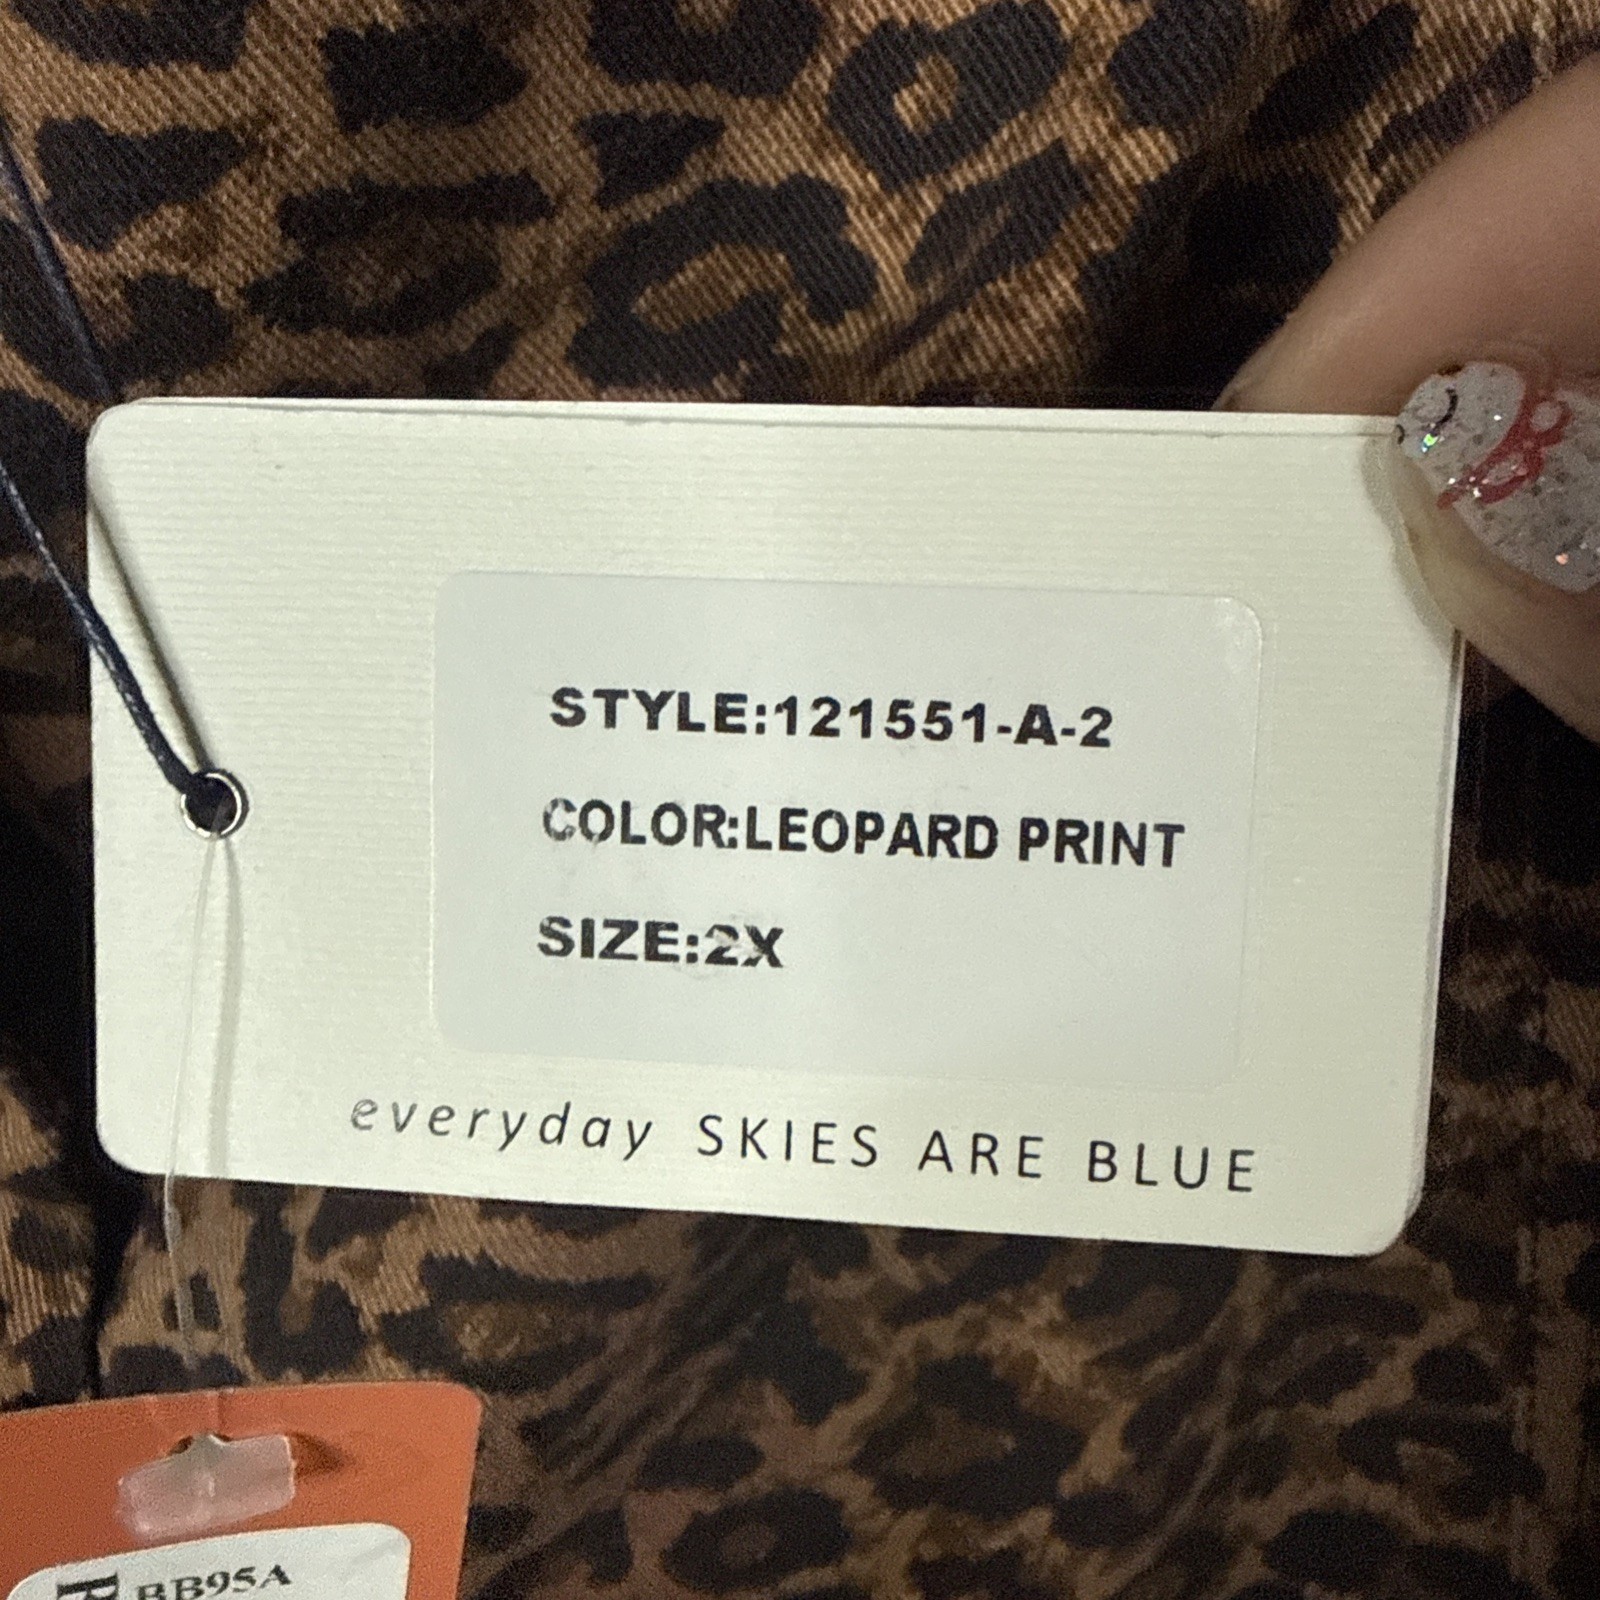 STYLE:121551-A-2
COLOR:LEOPARD PRINT
SIZE:2X
everyday SKIES ARE BLUE
BB95A